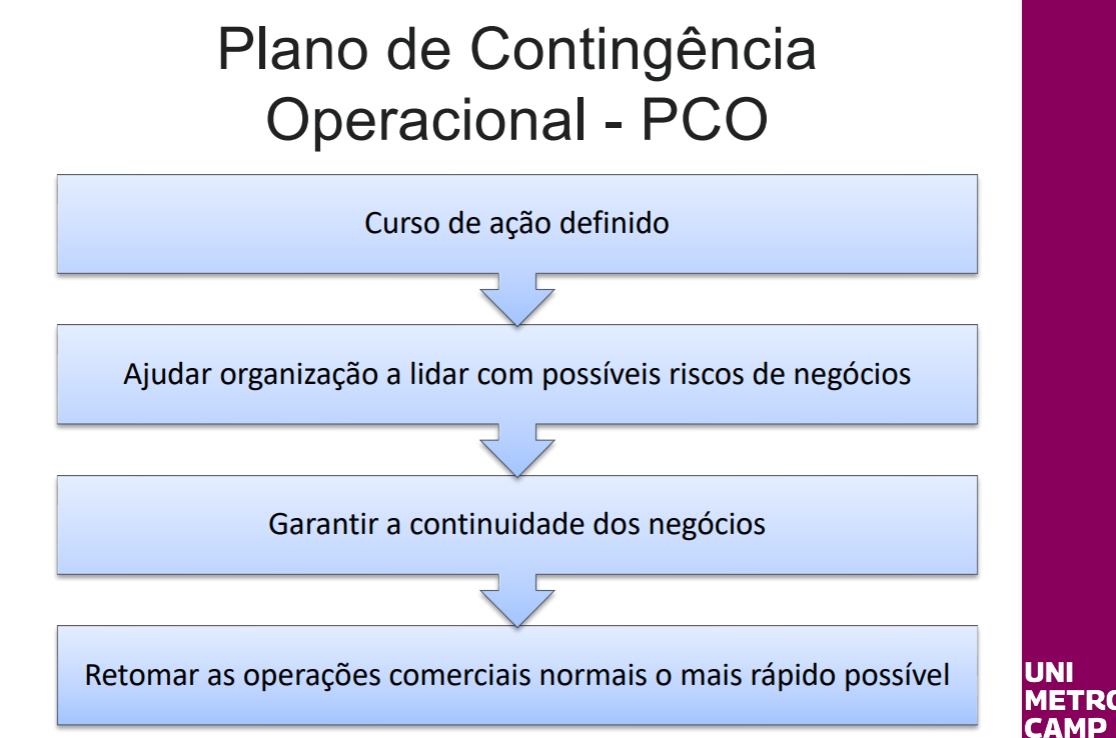 Plano de Contingência
Operacional - PCO
Curso de ação definido
Ajudar organização a lidar com possíveis riscos de negócios
Garantir a continuidade dos negócios
Retomar as operações comerciais normais o mais rápido possível
UNI
METRO
CAMP